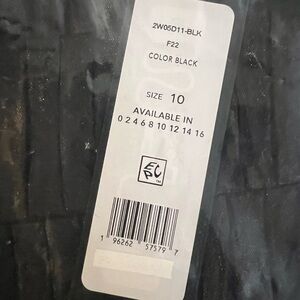 2W05D11-BLK
F22
COLOR BLACK
SIZE 10
AVAILABLE IN
0 2 4 6 8 10 12 14 16
1 96262 57579 7